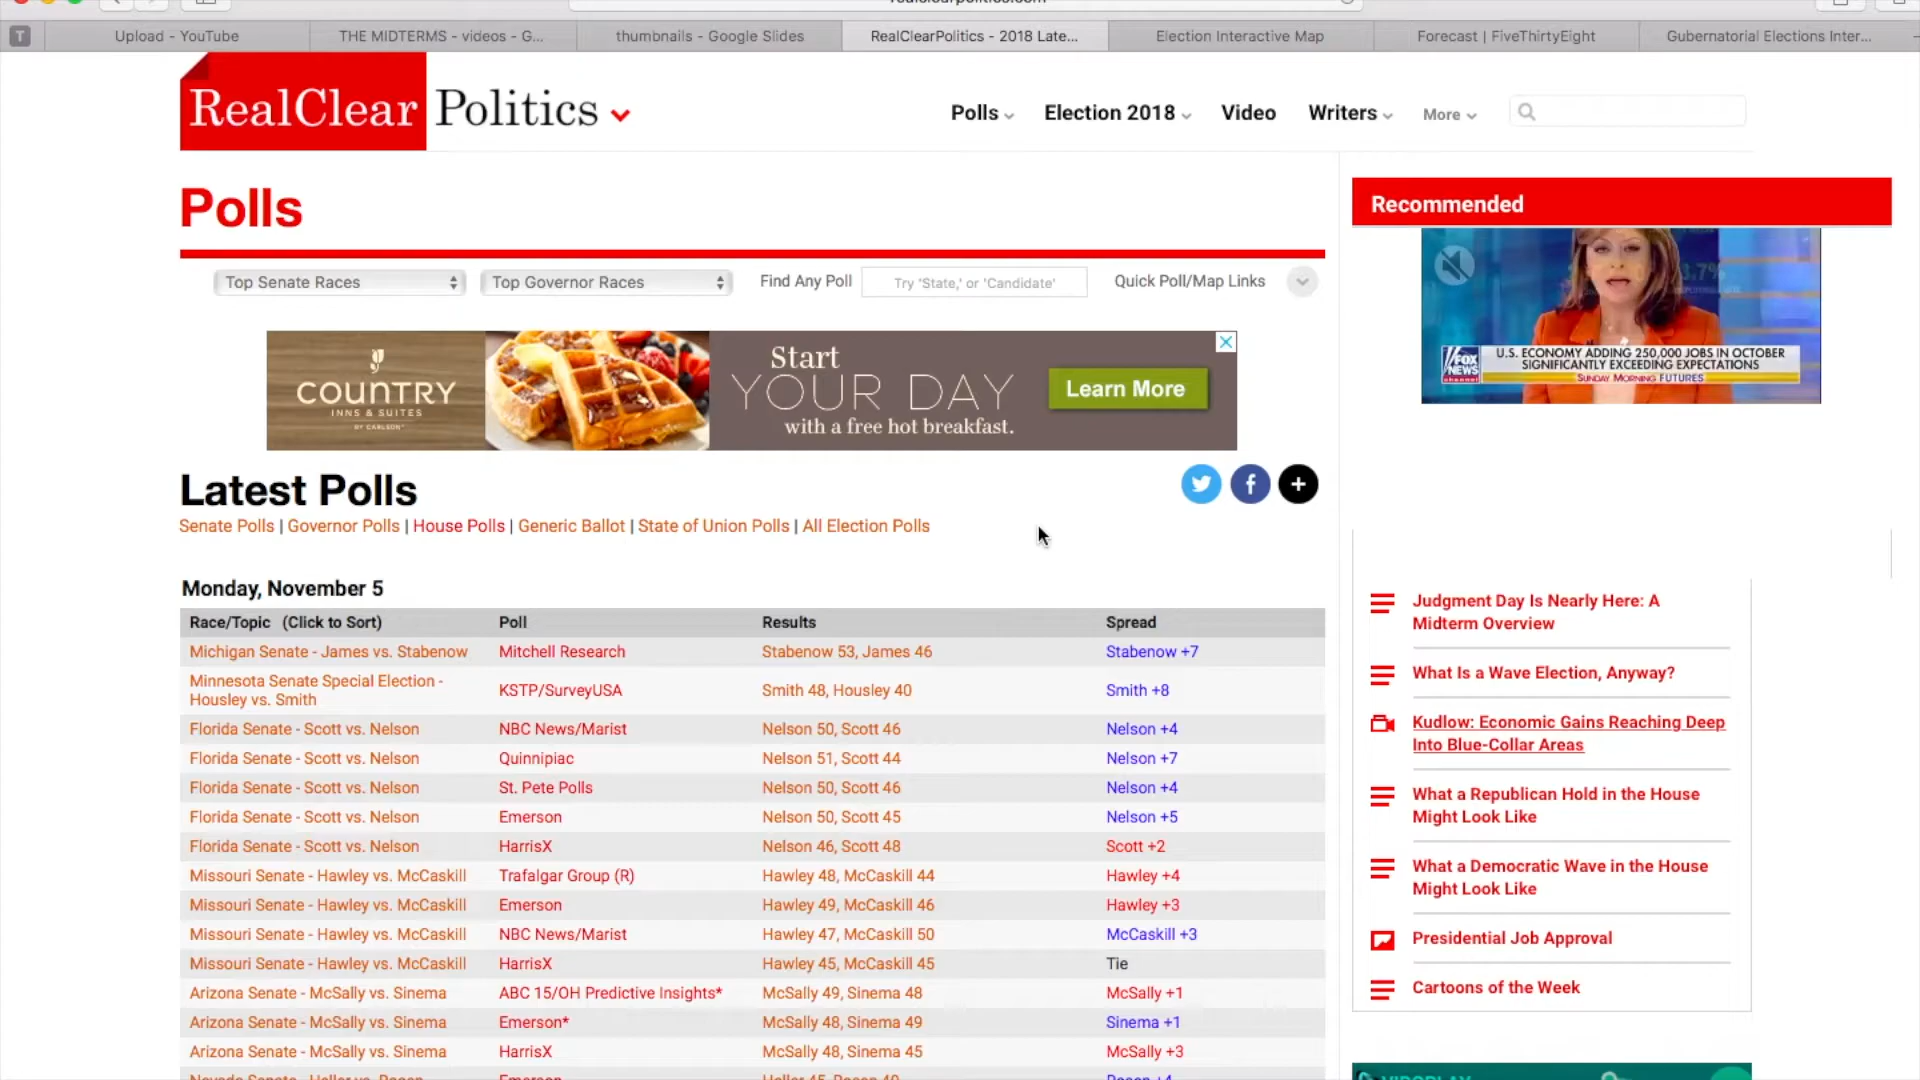 realclearpolitics.com
T
Upload - YouTube
THE MIDTERMS - videos - G...
thumbnails - Google Slides
RealClearPolitics - 2018 Late...
Election Interactive Map
Forecast | FiveThirtyEight
Gubernatorial Elections Inter...
RealClear Politics
Polls
Election 2018
Video
Writers
More
Polls
Top Senate Races
Top Governor Races
Find Any Poll
Try 'State,' or 'Candidate'
Quick Poll/Map Links
COUNTRY
INNS & SUITES
BY CARLSON
Start
YOUR DAY
with a free hot breakfast.
Learn More
Latest Polls
Senate Polls | Governor Polls | House Polls | Generic Ballot | State of Union Polls | All Election Polls
Monday, November 5
Race/Topic (Click to Sort) Poll Results Spread
Michigan Senate - James vs. Stabenow Mitchell Research Stabenow 53, James 46 Stabenow +7
Minnesota Senate Special Election -
Housley vs. Smith KSTP/SurveyUSA Smith 48, Housley 40 Smith +8
Florida Senate - Scott vs. Nelson NBC News/Marist Nelson 50, Scott 46 Nelson +4
Florida Senate - Scott vs. Nelson Quinnipiac Nelson 51, Scott 44 Nelson +7
Florida Senate - Scott vs. Nelson St. Pete Polls Nelson 50, Scott 46 Nelson +4
Florida Senate - Scott vs. Nelson Emerson Nelson 50, Scott 45 Nelson +5
Florida Senate - Scott vs. Nelson HarrisX Nelson 46, Scott 48 Scott +2
Missouri Senate - Hawley vs. McCaskill Trafalgar Group (R) Hawley 48, McCaskill 44 Hawley +4
Missouri Senate - Hawley vs. McCaskill Emerson Hawley 49, McCaskill 46 Hawley +3
Missouri Senate - Hawley vs. McCaskill NBC News/Marist Hawley 47, McCaskill 50 McCaskill +3
Missouri Senate - Hawley vs. McCaskill HarrisX Hawley 45, McCaskill 45 Tie
Arizona Senate - McSally vs. Sinema ABC 15/OH Predictive Insights* McSally 49, Sinema 48 McSally +1
Arizona Senate - McSally vs. Sinema Emerson* McSally 48, Sinema 49 Sinema +1
Arizona Senate - McSally vs. Sinema HarrisX McSally 48, Sinema 45 McSally +3
Recommended
3.7%
FOX
NEWS
channel
U.S. ECONOMY ADDING 250,000 JOBS IN OCTOBER
SIGNIFICANTLY EXCEEDING EXPECTATIONS
SUNDAY MORNING FUTURES
Judgment Day Is Nearly Here: A
Midterm Overview
What Is a Wave Election, Anyway?
Kudlow: Economic Gains Reaching Deep
Into Blue-Collar Areas
What a Republican Hold in the House
Might Look Like
What a Democratic Wave in the House
Might Look Like
Presidential Job Approval
Cartoons of the Week